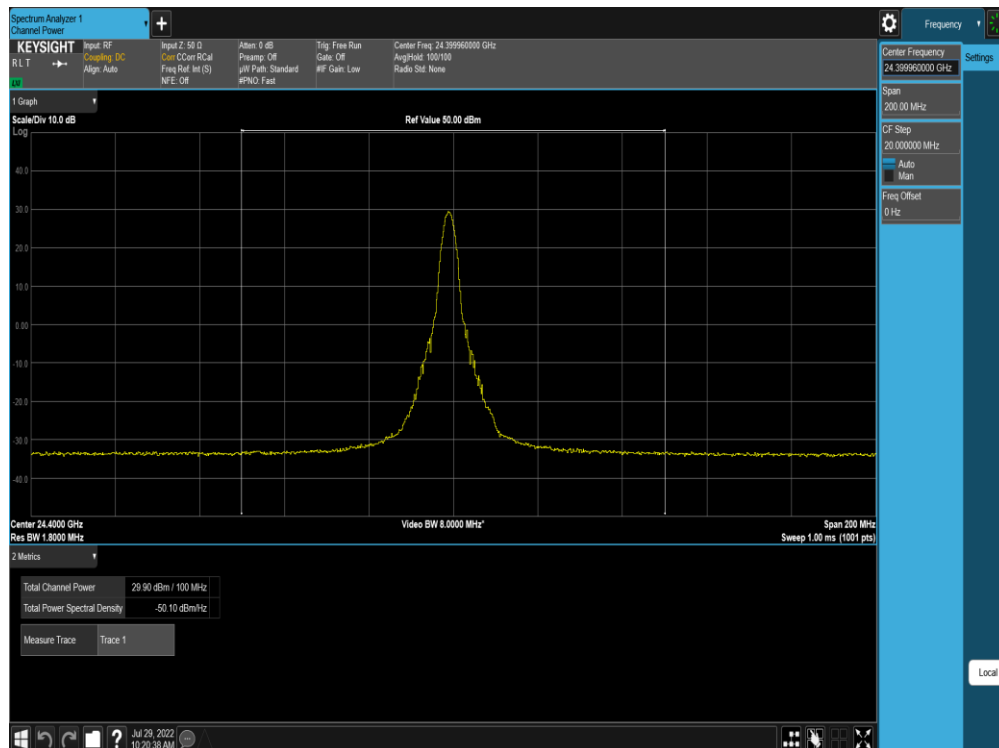 Spectrum Analyzer 1
Channel Power
+
Frequency
KEYSIGHT
R L T
Input: RF
Coupling: DC
Align: Auto
Input Z: 50 Ω
Corr CCorr RCal
Freq Ref: Int (S)
NFE: Off
Atten: 0 dB
Preamp: Off
µW Path: Standard
#PNO: Fast
Trig: Free Run
Gate: Off
#IF Gain: Low
Center Freq: 24.399960000 GHz
Avg|Hold: 100/100
Radio Std: None
Center Frequency
24.399960000 GHz
Settings
Span
200.00 MHz
CF Step
20.000000 MHz
Auto
Man
Freq Offset
0 Hz
1 Graph
Scale/Div 10.0 dB
Ref Value 50.00 dBm
Log
40.0
30.0
20.0
10.0
0.00
-10.0
-20.0
-30.0
-40.0
Center 24.4000 GHz
Video BW 8.0000 MHz*
Span 200 MHz
Res BW 1.8000 MHz
Sweep 1.00 ms (1001 pts)
2 Metrics
Total Channel Power 29.90 dBm / 100 MHz
Total Power Spectral Density -50.10 dBm/Hz
Measure Trace Trace 1
Local
?
Jul 29, 2022
10:20:38 AM